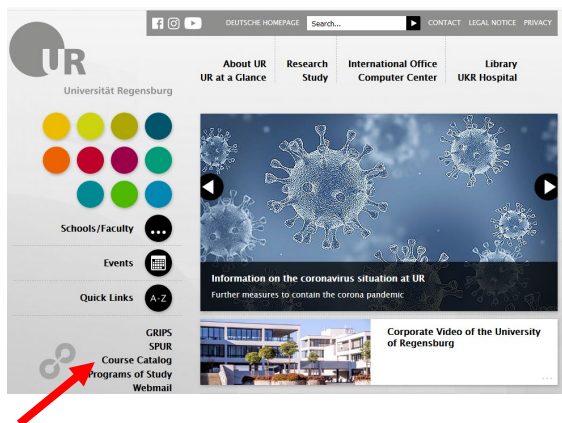 DEUTSCHE HOMEPAGE Search... CONTACT LEGAL NOTICE PRIVACY
UR
Universität Regensburg
About UR Research International Office Library
UR at a Glance Study Computer Center UKR Hospital
Schools/Faculty ...
Events
Quick Links A-Z
Information on the coronavirus situation at UR
Further measures to contain the corona pandemic
GRIPS
SPUR
Course Catalog
Programs of Study
Webmail
Corporate Video of the University
of Regensburg
...